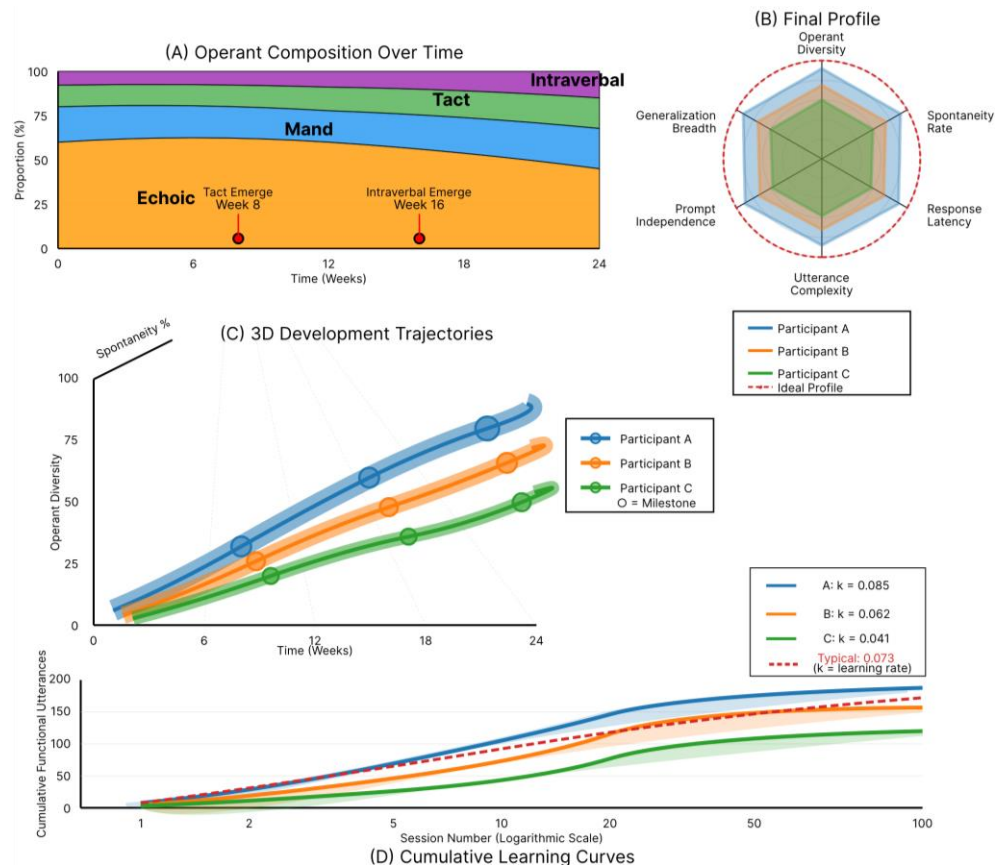 (A) Operant Composition Over Time
Proportion (%)
100
75
50
25
0
Intraverbal
Tact
Mand
Echoic
Tact Emerge
Week 8
Intraverbal Emerge
Week 16
0
6
12
18
24
Time (Weeks)
(B) Final Profile
Operant
Diversity
Spontaneity
Rate
Response
Latency
Utterance
Complexity
Prompt
Independence
Generalization
Breadth
Participant A
Participant B
Participant C
Ideal Profile
(C) 3D Development Trajectories
Spontaneity %
Operant Diversity
100
75
50
25
0
0
6
12
18
24
Time (Weeks)
Participant A
Participant B
Participant C
O = Milestone
A: k = 0.085
B: k = 0.062
C: k = 0.041
Typical: 0.073
(k = learning rate)
Cumulative Functional Utterances
200
150
100
50
0
1
2
5
10
20
50
100
Session Number (Logarithmic Scale)
(D) Cumulative Learning Curves